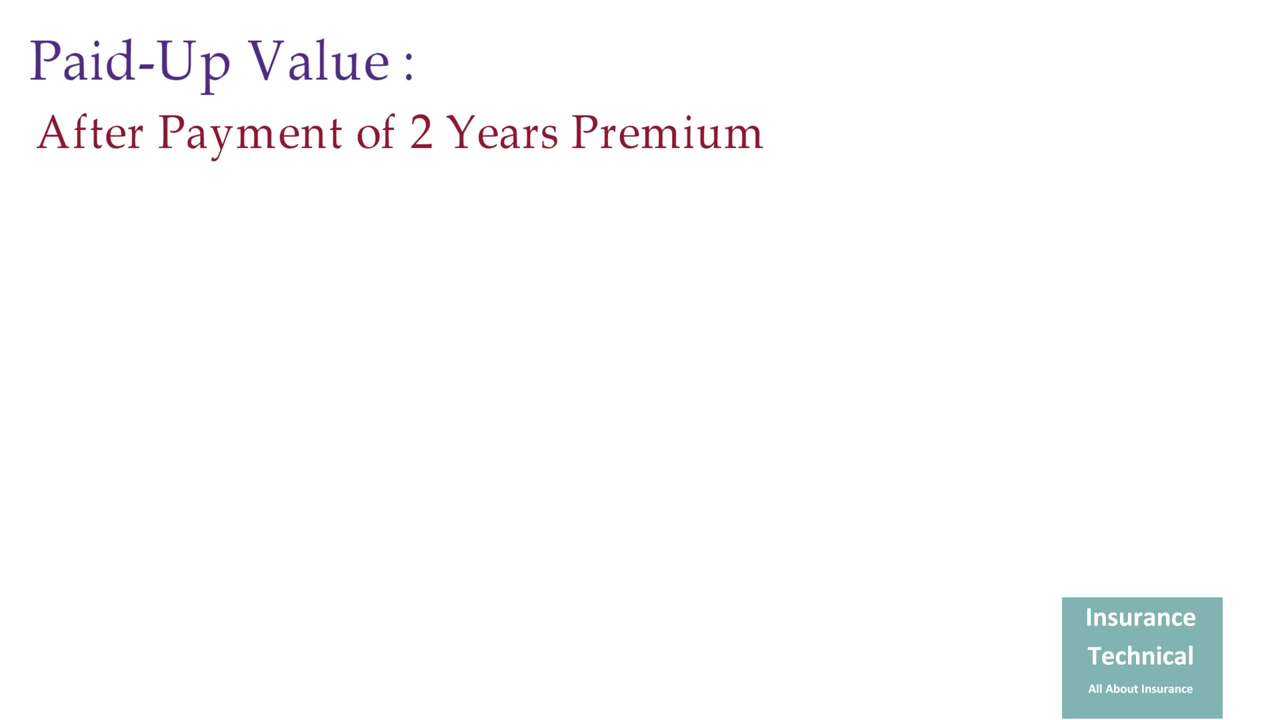 Paid-Up Value :
After Payment of 2 Years Premium
Insurance
Technical
All About Insurance